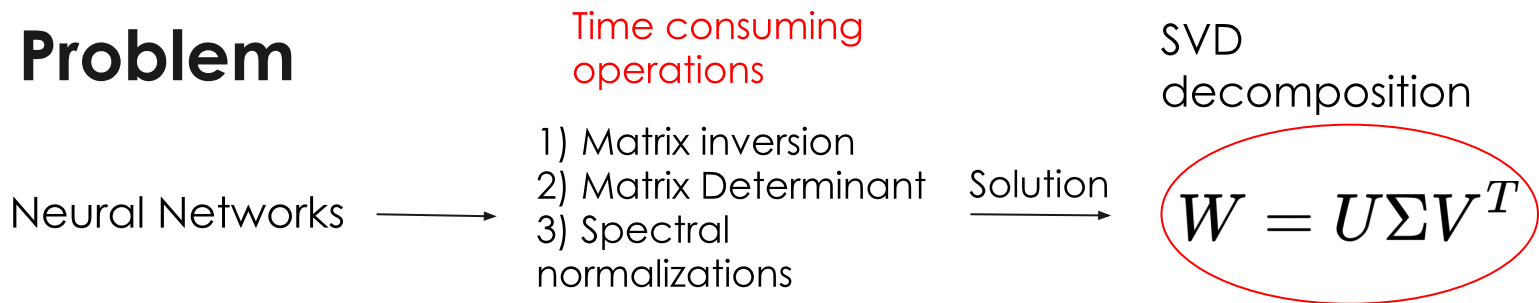 Problem
Time consuming
operations
SVD
decomposition
Neural Networks
1) Matrix inversion
2) Matrix Determinant
3) Spectral
normalizations
Solution
W = UΣV^T